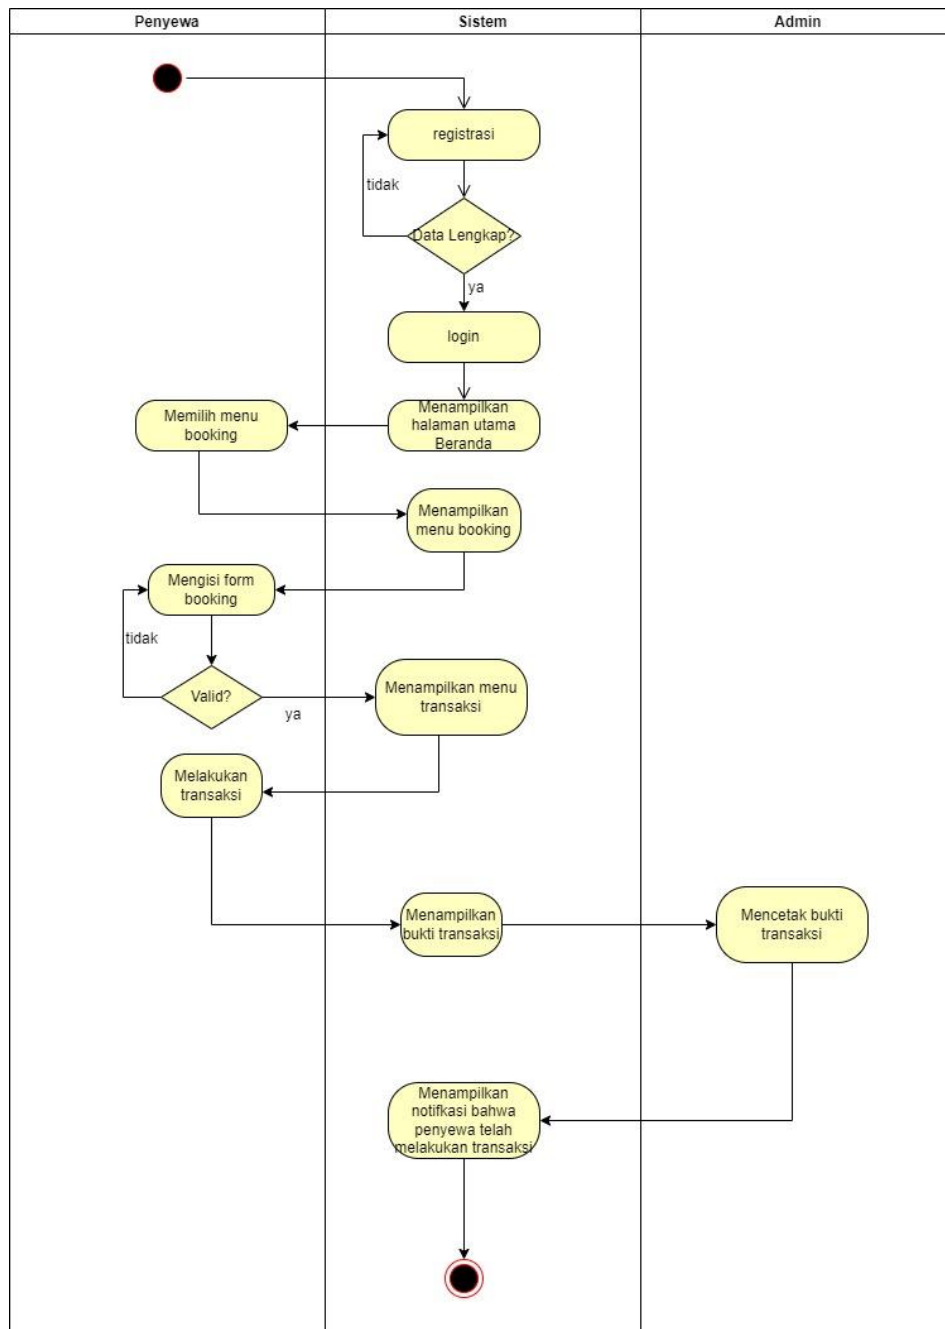 Penyewa
Sistem
Admin
registrasi
tidak
Data Lengkap?
ya
login
Menampilkan
halaman utama
Beranda
Memilih menu
booking
Menampilkan
menu booking
Mengisi form
booking
tidak
Valid?
ya
Menampilkan menu
transaksi
Melakukan
transaksi
Menampilkan
bukti transaksi
Mencetak bukti
transaksi
Menampilkan
notifkasi bahwa
penyewa telah
melakukan transaksi